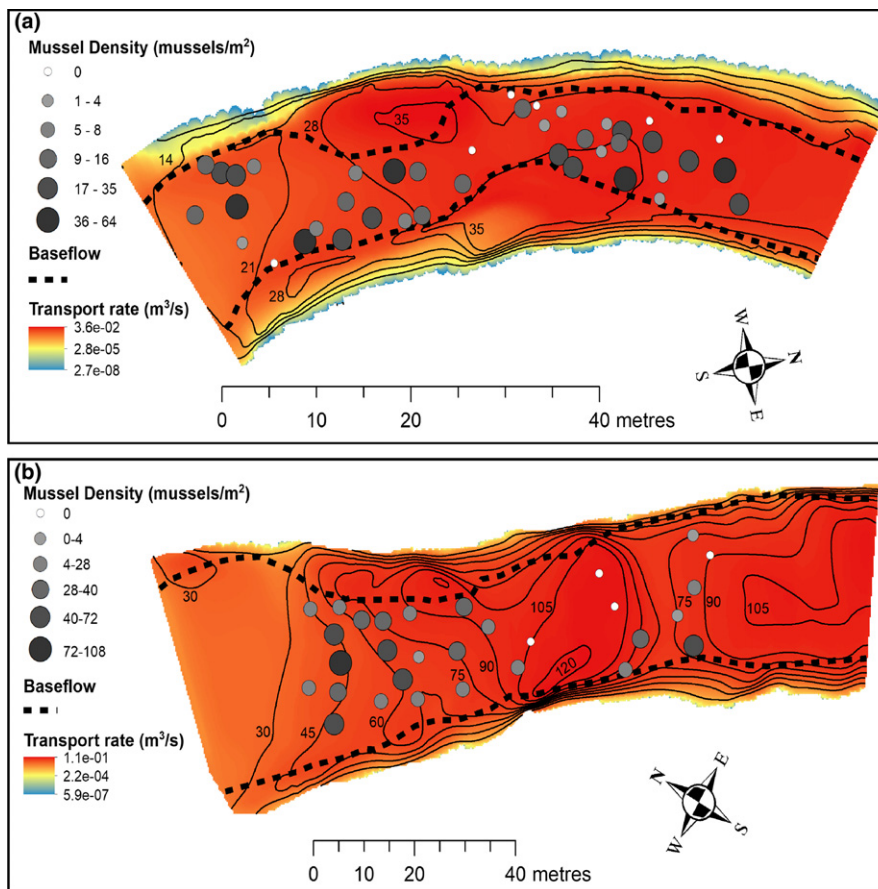 (a)
Mussel Density (mussels/m²)
0
1 - 4
5 - 8
9 - 16
17 - 35
36 - 64
Baseflow
Transport rate (m³/s)
3.6e-02
2.8e-05
2.7e-08
14
28
35
21
28
35
W
N
S
E
0 10 20 40 metres
(b)
Mussel Density (mussels/m²)
0
0-4
4-28
28-40
40-72
72-108
Baseflow
Transport rate (m³/s)
1.1e-01
2.2e-04
5.9e-07
30
105
75
90
105
90
75
120
30
45
60
N
E
W
S
0 10 20 40 metres